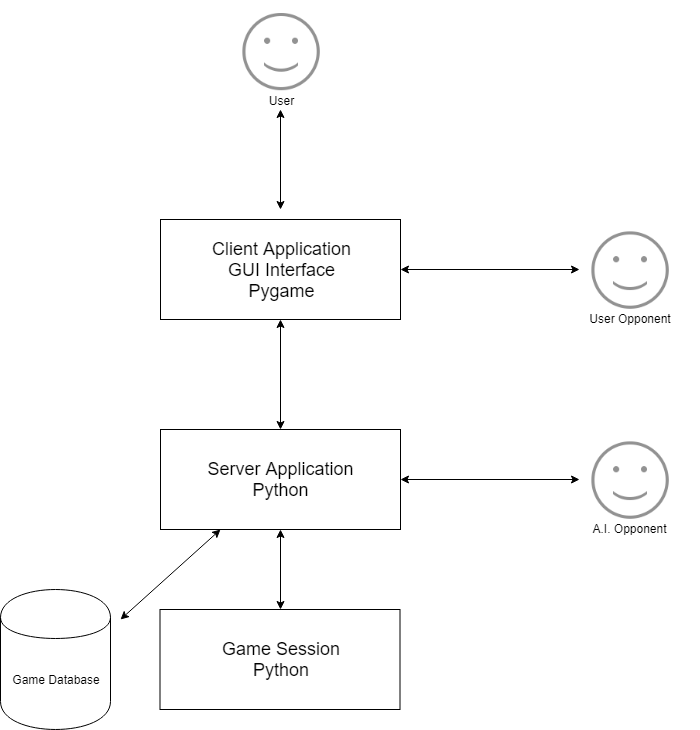 User
Client Application
GUI Interface
Pygame
User Opponent
Server Application
Python
A.I. Opponent
Game Session
Python
Game Database